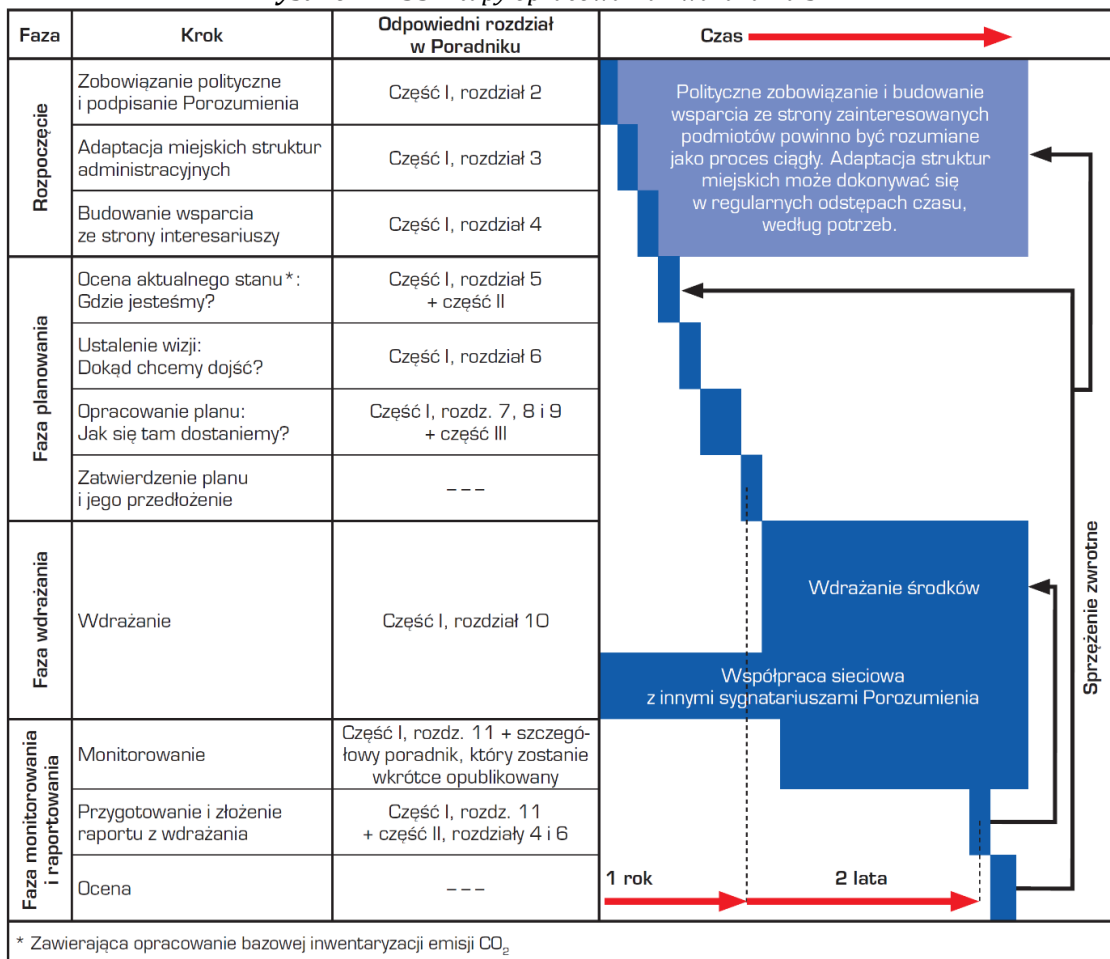 Faza
Krok
Odpowiedni rozdział
w Poradniku
Czas
Rozpoczęcie
Zobowiązanie polityczne
i podpisanie Porozumienia
Część I, rozdział 2
Adaptacja miejskich struktur
administracyjnych
Część I, rozdział 3
Budowanie wsparcia
ze strony interesariuszy
Część I, rozdział 4
Polityczne zobowiązanie i budowanie
wsparcia ze strony zainteresowanych
podmiotów powinno być rozumiane
jako proces ciągły. Adaptacja struktur
miejskich może dokonywać się
w regularnych odstępach czasu,
według potrzeb.
Faza planowania
Ocena aktualnego stanu*:
Gdzie jesteśmy?
Część I, rozdział 5
+ część II
Ustalenie wizji:
Dokąd chcemy dojść?
Część I, rozdział 6
Opracowanie planu:
Jak się tam dostaniemy?
Część I, rozdz. 7, 8 i 9
+ część III
Zatwierdzenie planu
i jego przedłożenie
– – –
Faza wdrażania
Wdrażanie
Część I, rozdział 10
Wdrażanie środków
Współpraca sieciowa
z innymi sygnatariuszami Porozumienia
Sprzężenie zwrotne
Faza monitorowania
i raportowania
Monitorowanie
Część I, rozdz. 11 + szczegó-
łowy poradnik, który zostanie
wkrótce opublikowany
Przygotowanie i złożenie
raportu z wdrażania
Część I, rozdz. 11
+ część II, rozdziały 4 i 6
Ocena
– – –
1 rok
2 lata
* Zawierająca opracowanie bazowej inwentaryzacji emisji CO₂